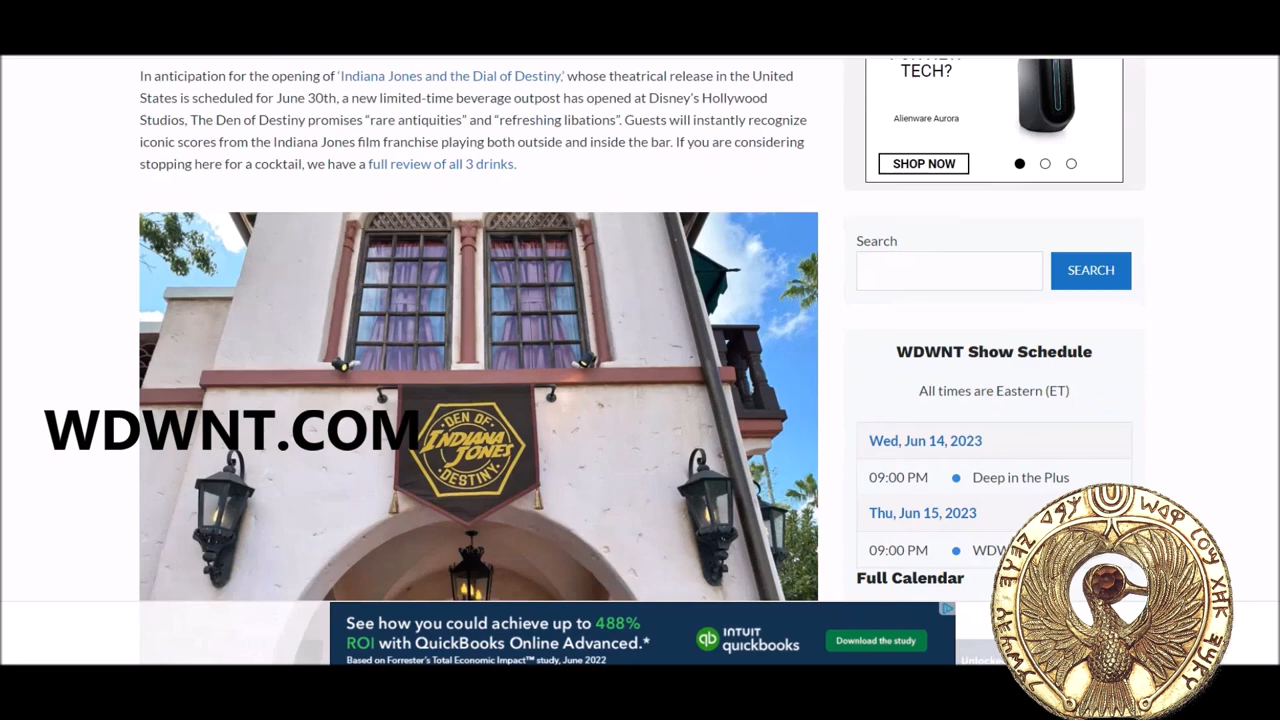 In anticipation for the opening of 'Indiana Jones and the Dial of Destiny,' whose theatrical release in the United
States is scheduled for June 30th, a new limited-time beverage outpost has opened at Disney's Hollywood
Studios, The Den of Destiny promises “rare antiquities” and “refreshing libations”. Guests will instantly recognize
iconic scores from the Indiana Jones film franchise playing both outside and inside the bar. If you are considering
stopping here for a cocktail, we have a full review of all 3 drinks.
TECH?
Alienware Aurora
SHOP NOW
Search
SEARCH
WDWNT Show Schedule
All times are Eastern (ET)
Wed, Jun 14, 2023
09:00 PM Deep in the Plus
Thu, Jun 15, 2023
09:00 PM WDW
Full Calendar
DEN OF
INDIANA
JONES
DESTINY
WDWNT.COM
See how you could achieve up to 488%
ROI with QuickBooks Online Advanced.*
Based on Forrester's Total Economic Impact™ study, June 2022
qb INTUIT
quickbooks
Download the study